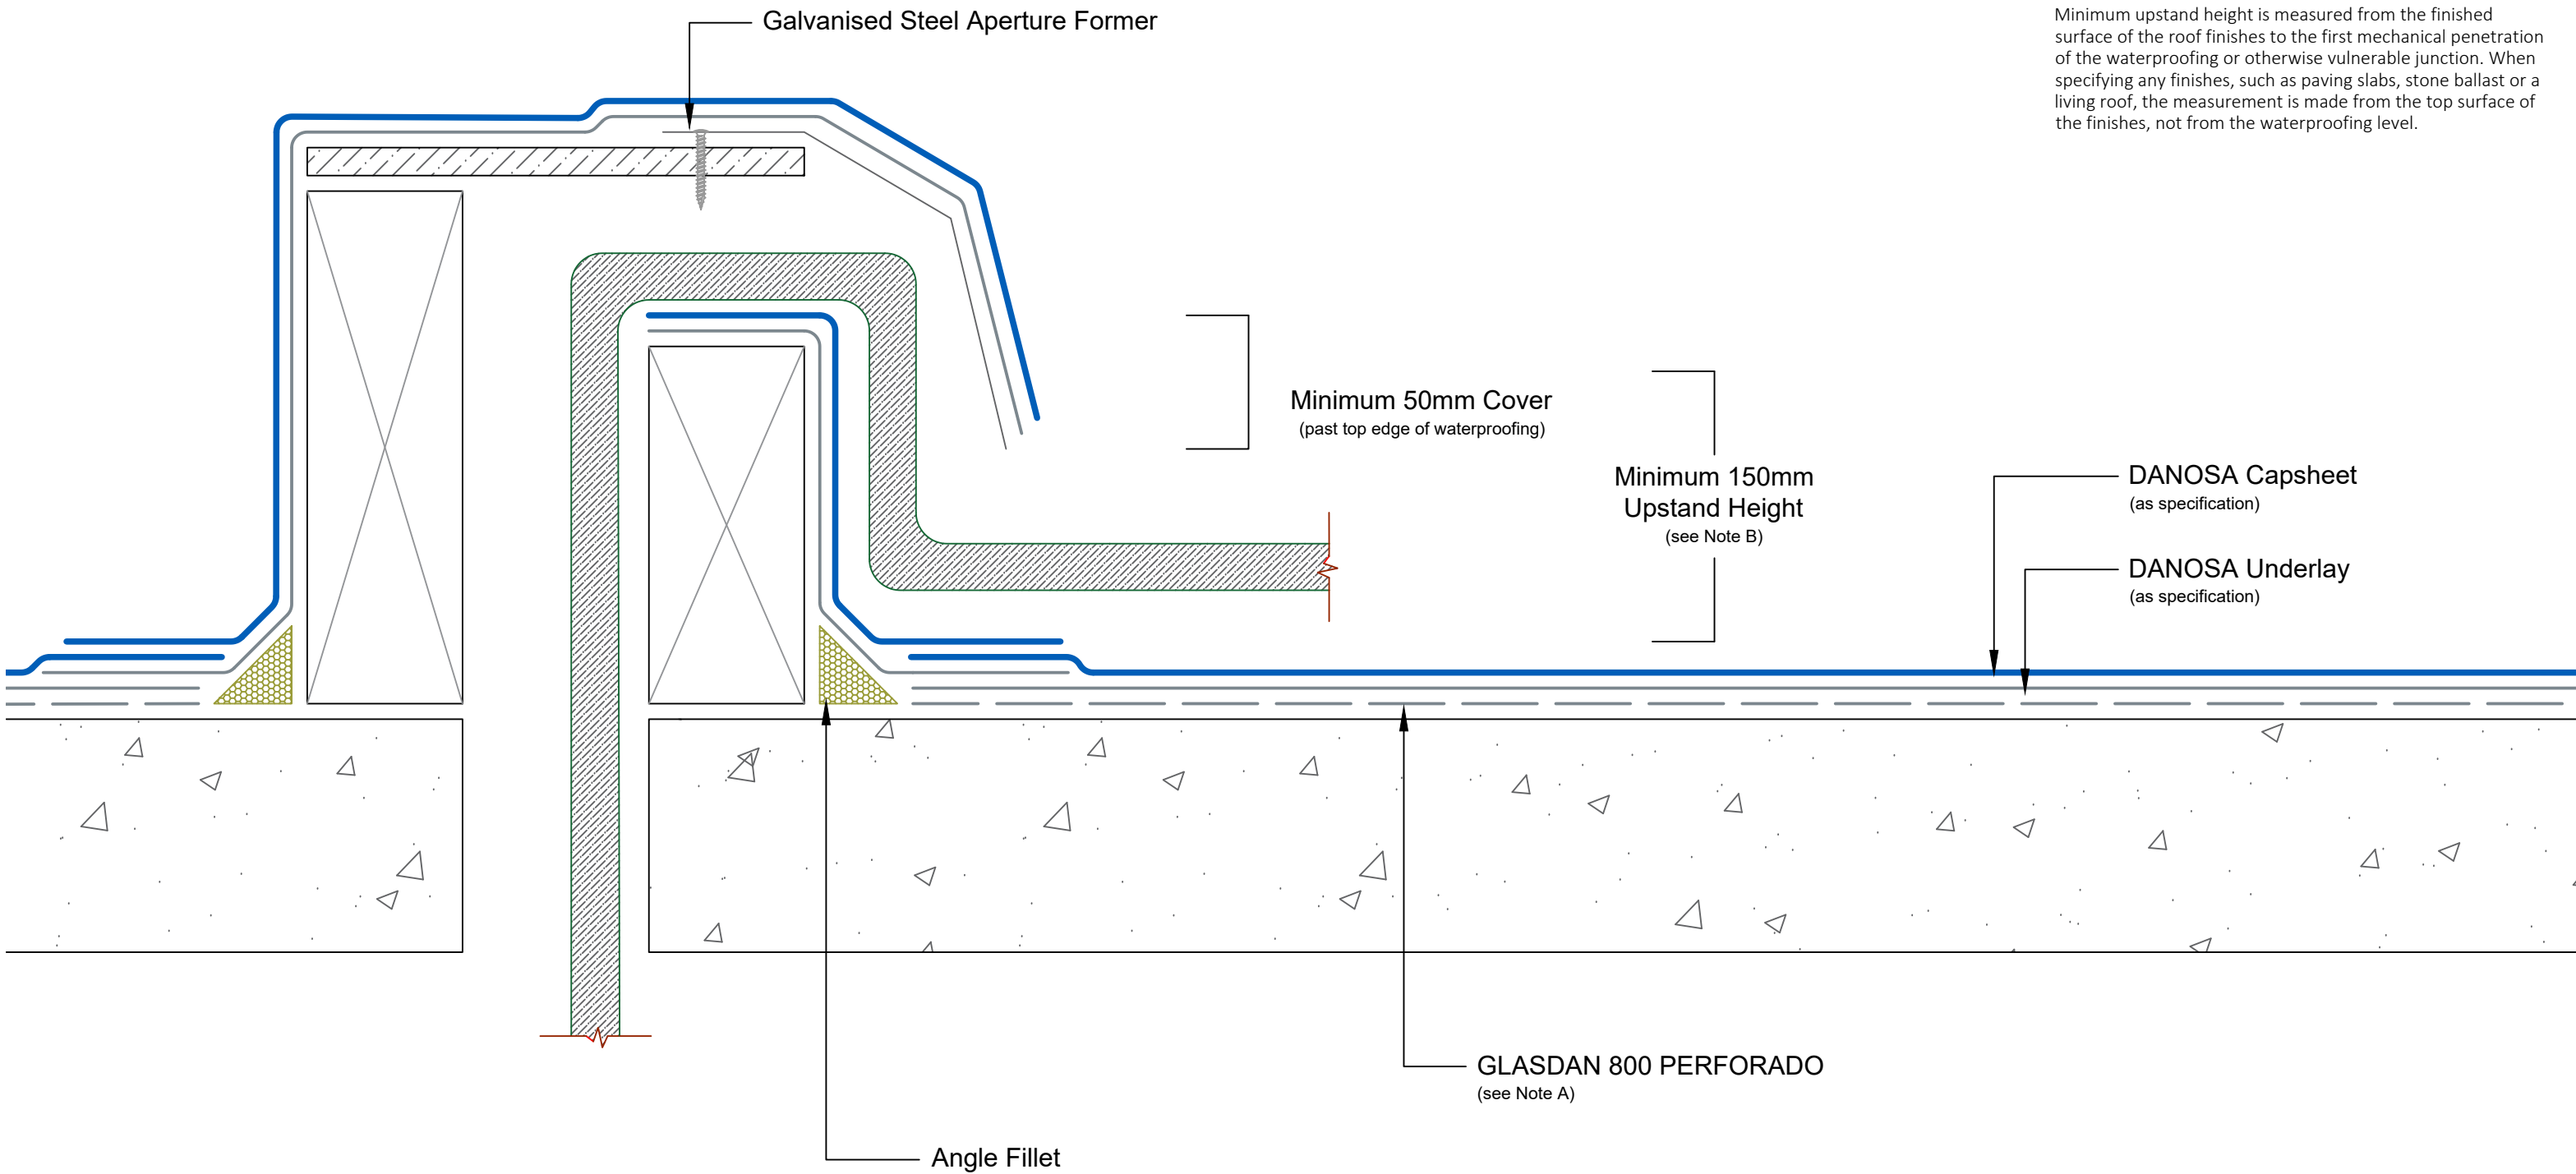 Galvanised Steel Aperture Former
Minimum upstand height is measured from the finished
surface of the roof finishes to the first mechanical penetration
of the waterproofing or otherwise vulnerable junction. When
specifying any finishes, such as paving slabs, stone ballast or a
living roof, the measurement is made from the top surface of
the finishes, not from the waterproofing level.
Minimum 50mm Cover
(past top edge of waterproofing)
Minimum 150mm
Upstand Height
(see Note B)
DANOSA Capsheet
(as specification)
DANOSA Underlay
(as specification)
GLASDAN 800 PERFORADO
(see Note A)
Angle Fillet